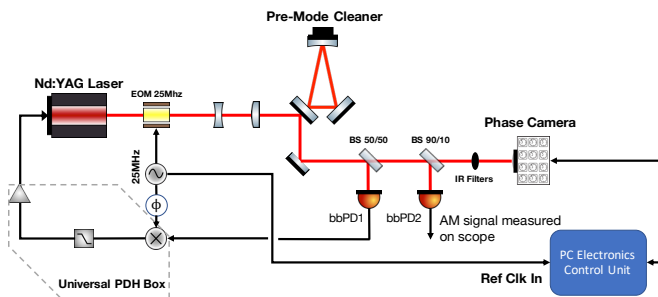 Pre-Mode Cleaner
Nd:YAG Laser
EOM 25Mhz
BS 50/50
BS 90/10
Phase Camera
IR Filters
25MHz
ϕ
bbPD1
bbPD2
AM signal measured
on scope
Universal PDH Box
Ref Clk In
PC Electronics
Control Unit